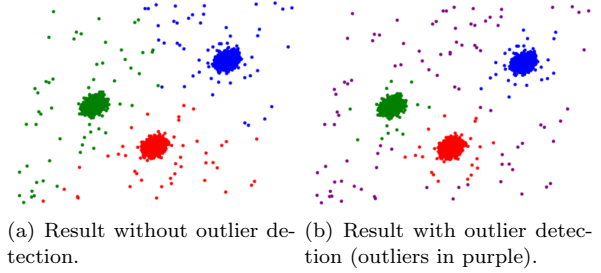 (a) Result without outlier de-
tection.
(b) Result with outlier detec-
tion (outliers in purple).